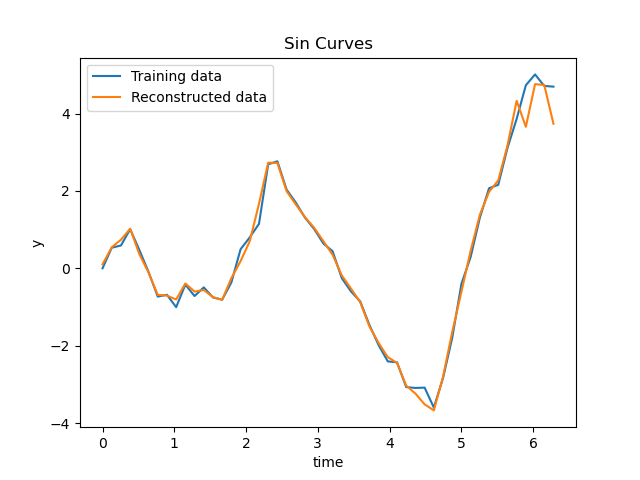 Sin Curves
Training data
Reconstructed data
4
2
0
−2
−4
y
0 1 2 3 4 5 6
time